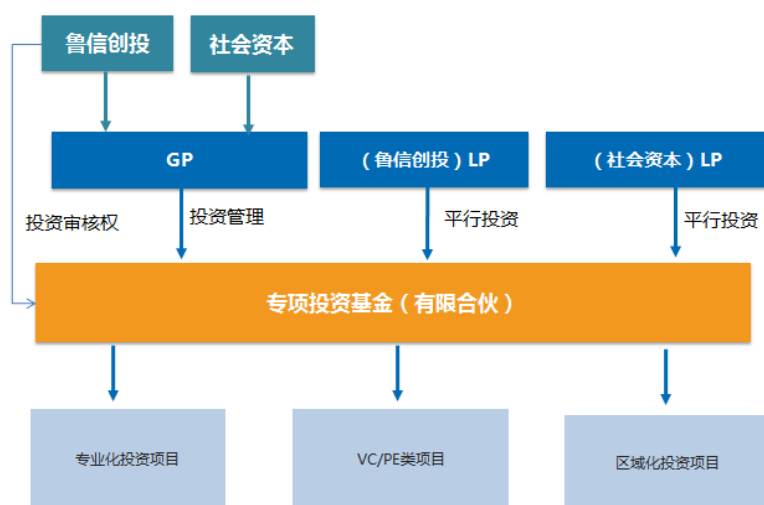 鲁信创投
社会资本
GP
（鲁信创投）LP
（社会资本）LP
投资审核权
投资管理
平行投资
平行投资
专项投资基金（有限合伙）
专业化投资项目
VC/PE类项目
区域化投资项目